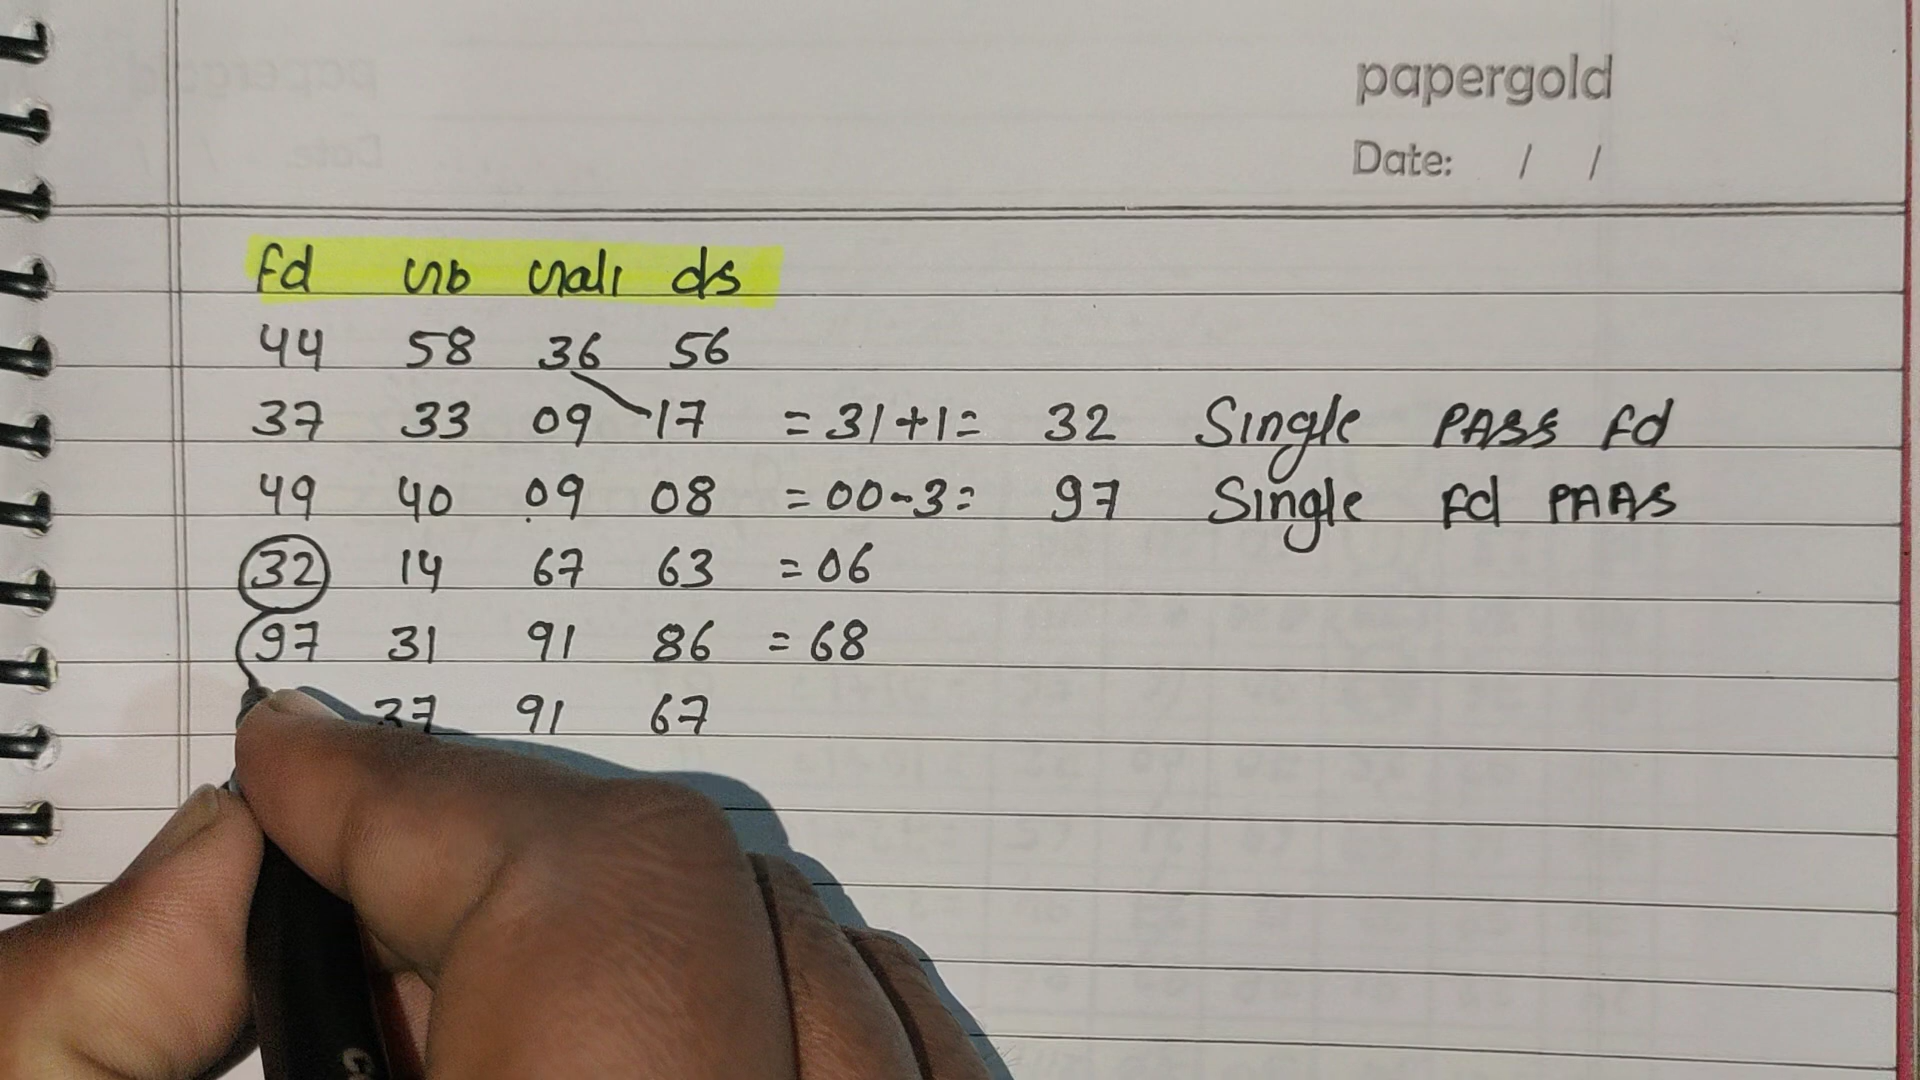 papergold
Date: / /
Fd GB Gali ds
44 58 36 56
37 33 09 17 = 31+1= 32 Single PASS Fd
49 40 09 08 = 00-3= 97 Single Fd PAAS
32 14 67 63 = 06
97 31 91 86 = 68
37 91 67